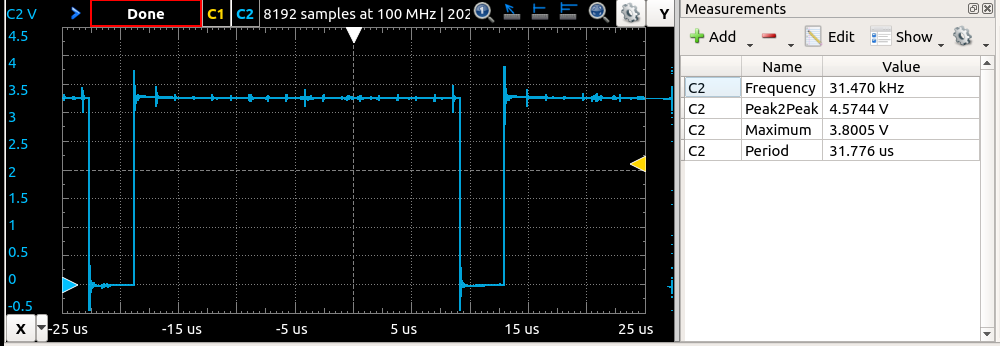 C2 V
Done
C1
C2
8192 samples at 100 MHz | 202
Y
4.5
4
3.5
3
2.5
2
1.5
1
0.5
0
-0.5
X
-25 us
-15 us
-5 us
5 us
15 us
25 us
Measurements
Add
Edit
Show
Name Value
C2 Frequency 31.470 kHz
C2 Peak2Peak 4.5744 V
C2 Maximum 3.8005 V
C2 Period 31.776 us